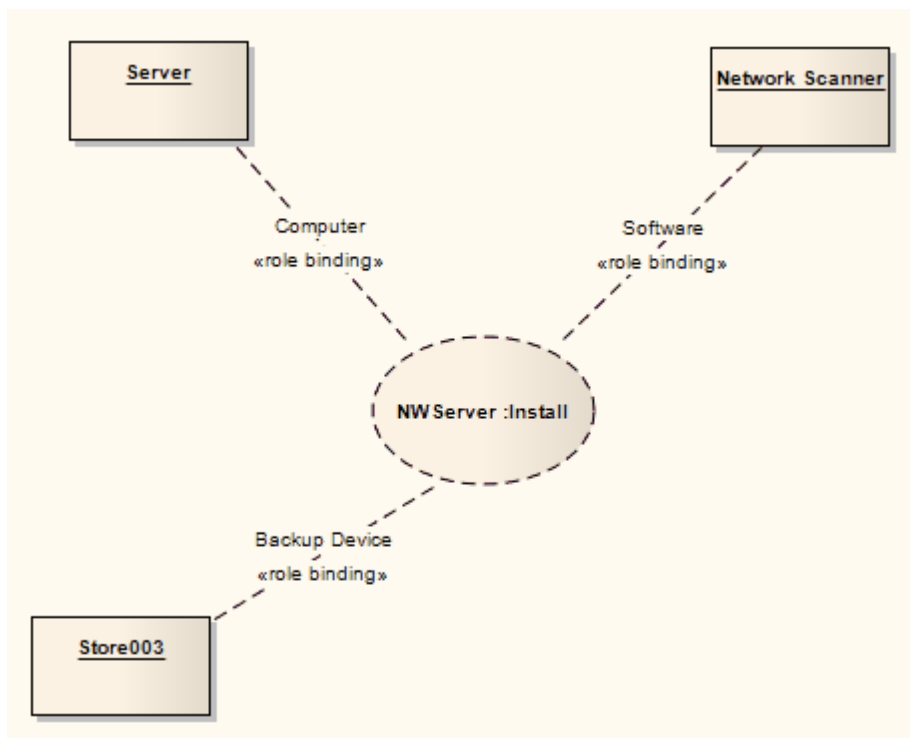 Server
Network Scanner
Computer
«role binding»
Software
«role binding»
NWServer :Install
Backup Device
«role binding»
Store003